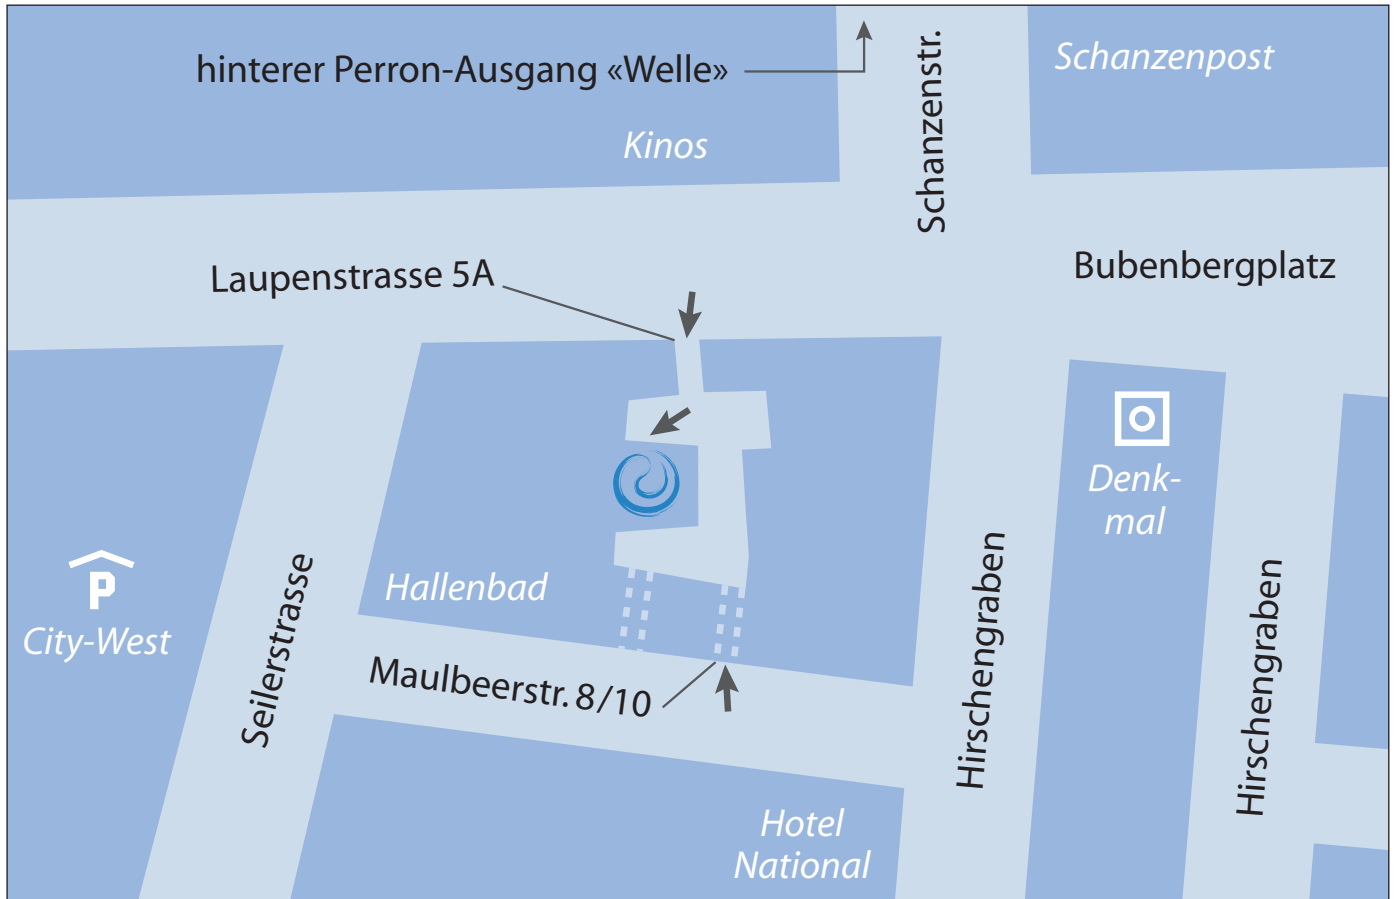 hinterer Perron-Ausgang «Welle»
Schanzenstr.
Schanzenpost
Kinos
Laupenstrasse 5A
Bubenbergplatz
Denk-
mal
P
City-West
Hallenbad
Seilerstrasse
Maulbeerstr. 8/10
Hirschengraben
Hirschengraben
Hotel
National